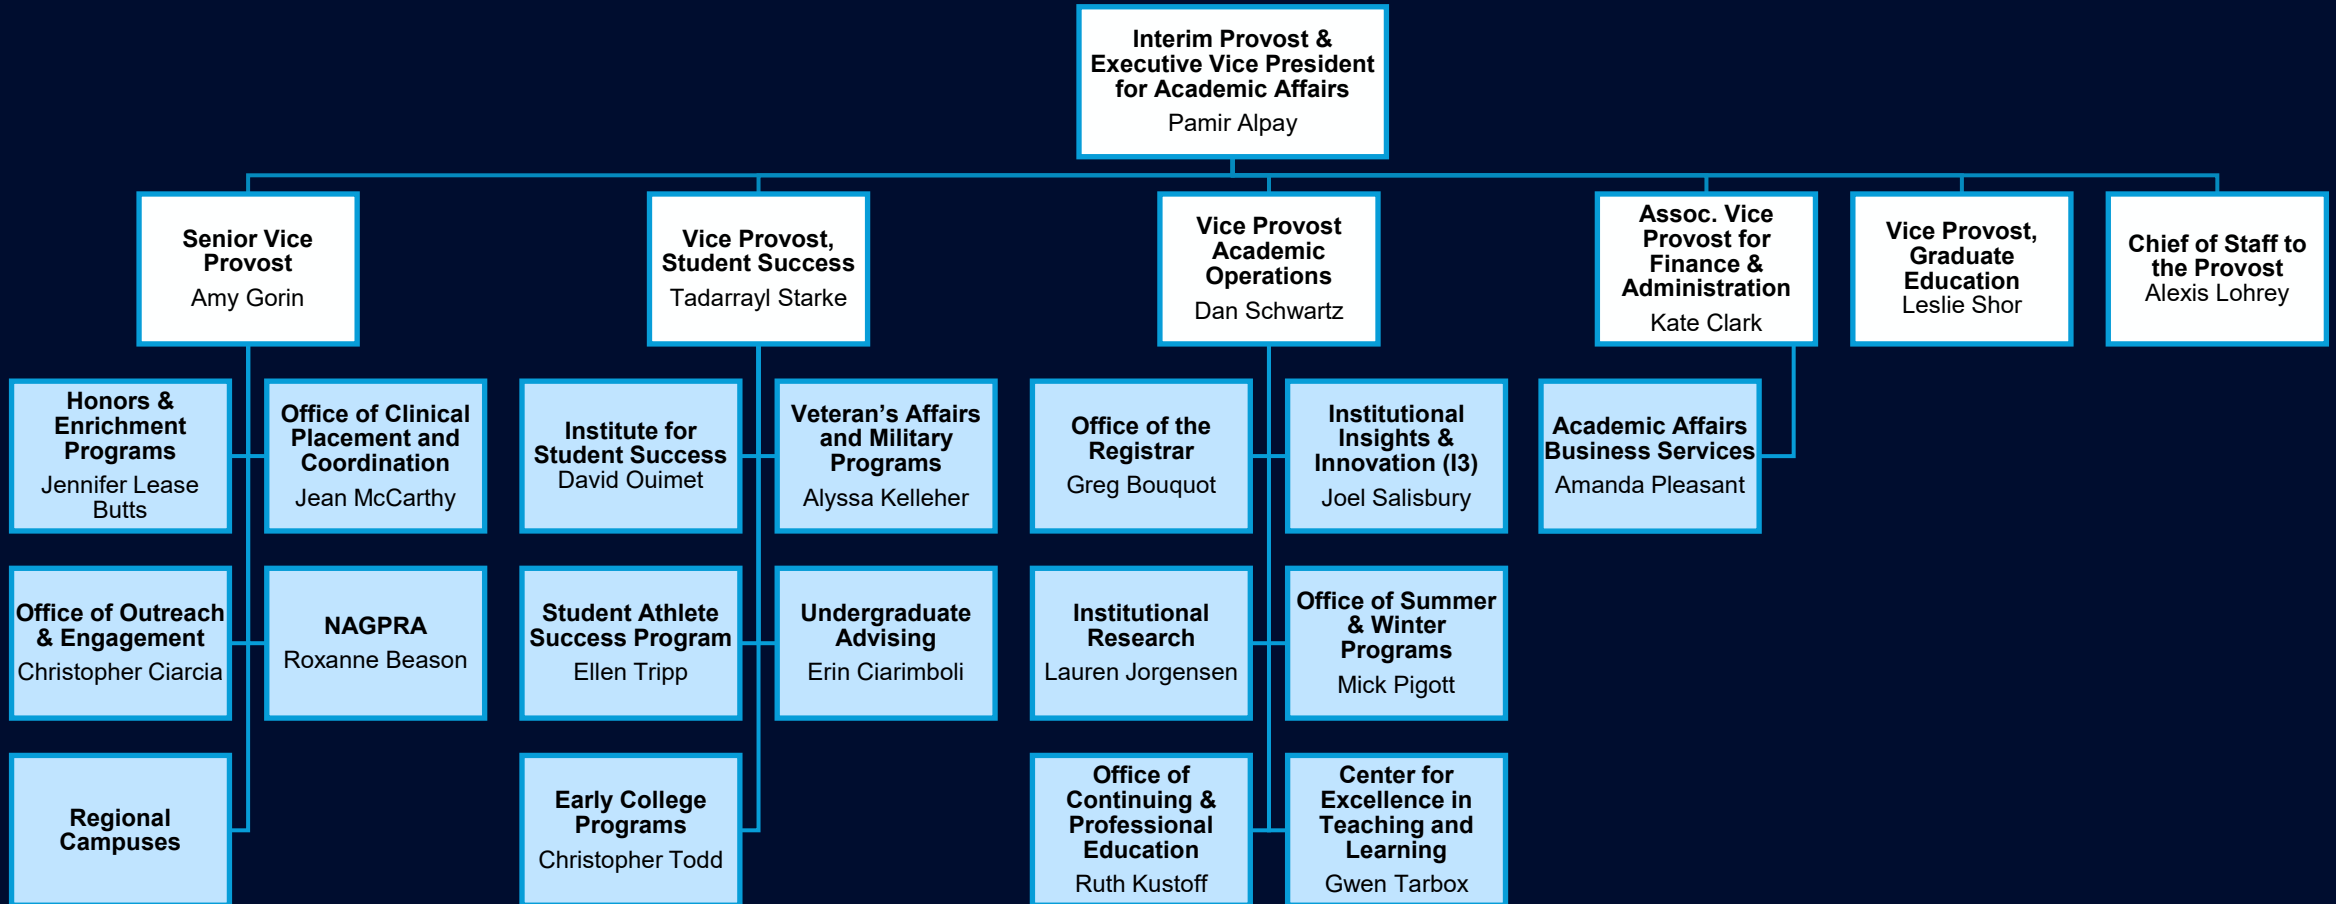 Interim Provost &
Executive Vice President
for Academic Affairs
Pamir Alpay
Senior Vice
Provost
Amy Gorin
Vice Provost,
Student Success
Tadarrayl Starke
Vice Provost
Academic
Operations
Dan Schwartz
Assoc. Vice
Provost for
Finance &
Administration
Kate Clark
Vice Provost,
Graduate
Education
Leslie Shor
Chief of Staff to
the Provost
Alexis Lohrey
Honors &
Enrichment
Programs
Jennifer Lease
Butts
Office of Clinical
Placement and
Coordination
Jean McCarthy
Institute for
Student Success
David Ouimet
Veteran’s Affairs
and Military
Programs
Alyssa Kelleher
Office of the
Registrar
Greg Bouquot
Institutional
Insights &
Innovation (I3)
Joel Salisbury
Academic Affairs
Business Services
Amanda Pleasant
Office of Outreach
& Engagement
Christopher Ciarcia
NAGPRA
Roxanne Beason
Student Athlete
Success Program
Ellen Tripp
Undergraduate
Advising
Erin Ciarimboli
Institutional
Research
Lauren Jorgensen
Office of Summer
& Winter
Programs
Mick Pigott
Regional
Campuses
Early College
Programs
Christopher Todd
Office of
Continuing &
Professional
Education
Ruth Kustoff
Center for
Excellence in
Teaching and
Learning
Gwen Tarbox